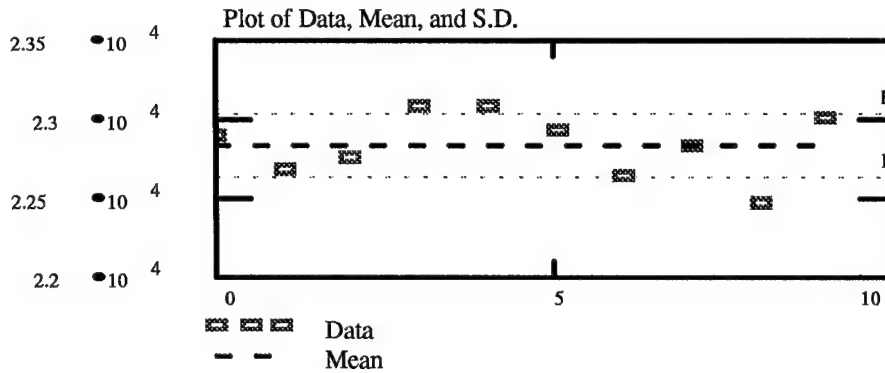 Plot of Data, Mean, and S.D.
2.35 •10 4
2.3 •10 4
2.25 •10 4
2.2 •10 4
0 5 10
Data
Mean